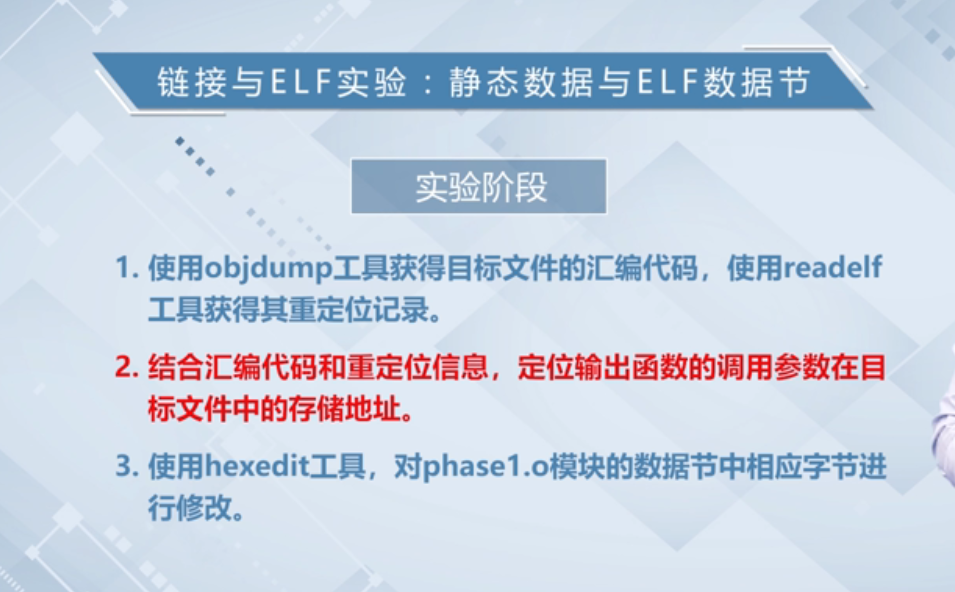 链接与ELF实验：静态数据与ELF数据节
实验阶段
1. 使用objdump工具获得目标文件的汇编代码，使用readelf
工具获得其重定位记录。
2. 结合汇编代码和重定位信息，定位输出函数的调用参数在目
标文件中的存储地址。
3. 使用hexedit工具，对phase1.o模块的数据节中相应字节进
行修改。